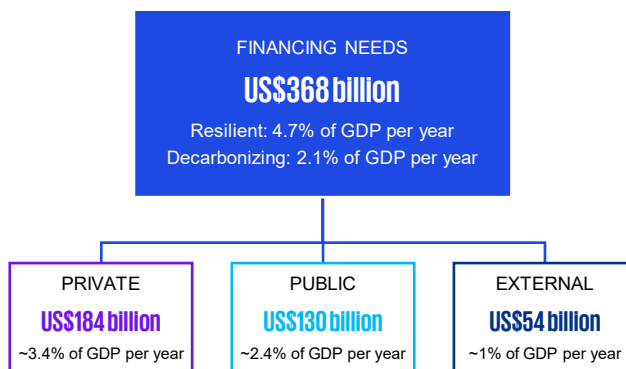 FINANCING NEEDS
US$368 billion
Resilient: 4.7% of GDP per year
Decarbonizing: 2.1% of GDP per year
PRIVATE
US$184 billion
~3.4% of GDP per year
PUBLIC
US$130 billion
~2.4% of GDP per year
EXTERNAL
US$54 billion
~1% of GDP per year